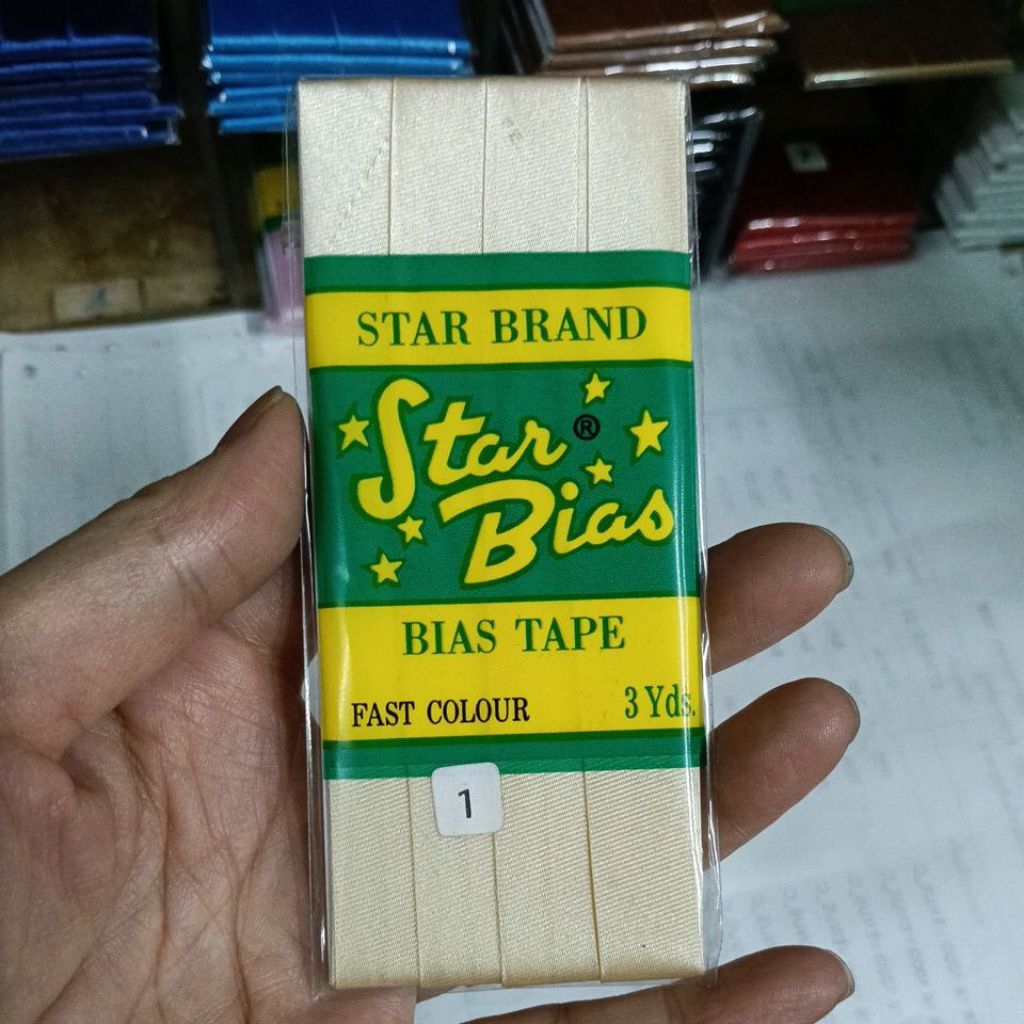 STAR BRAND
Star ®
Bias
BIAS TAPE
FAST COLOUR 3 Yds.
1